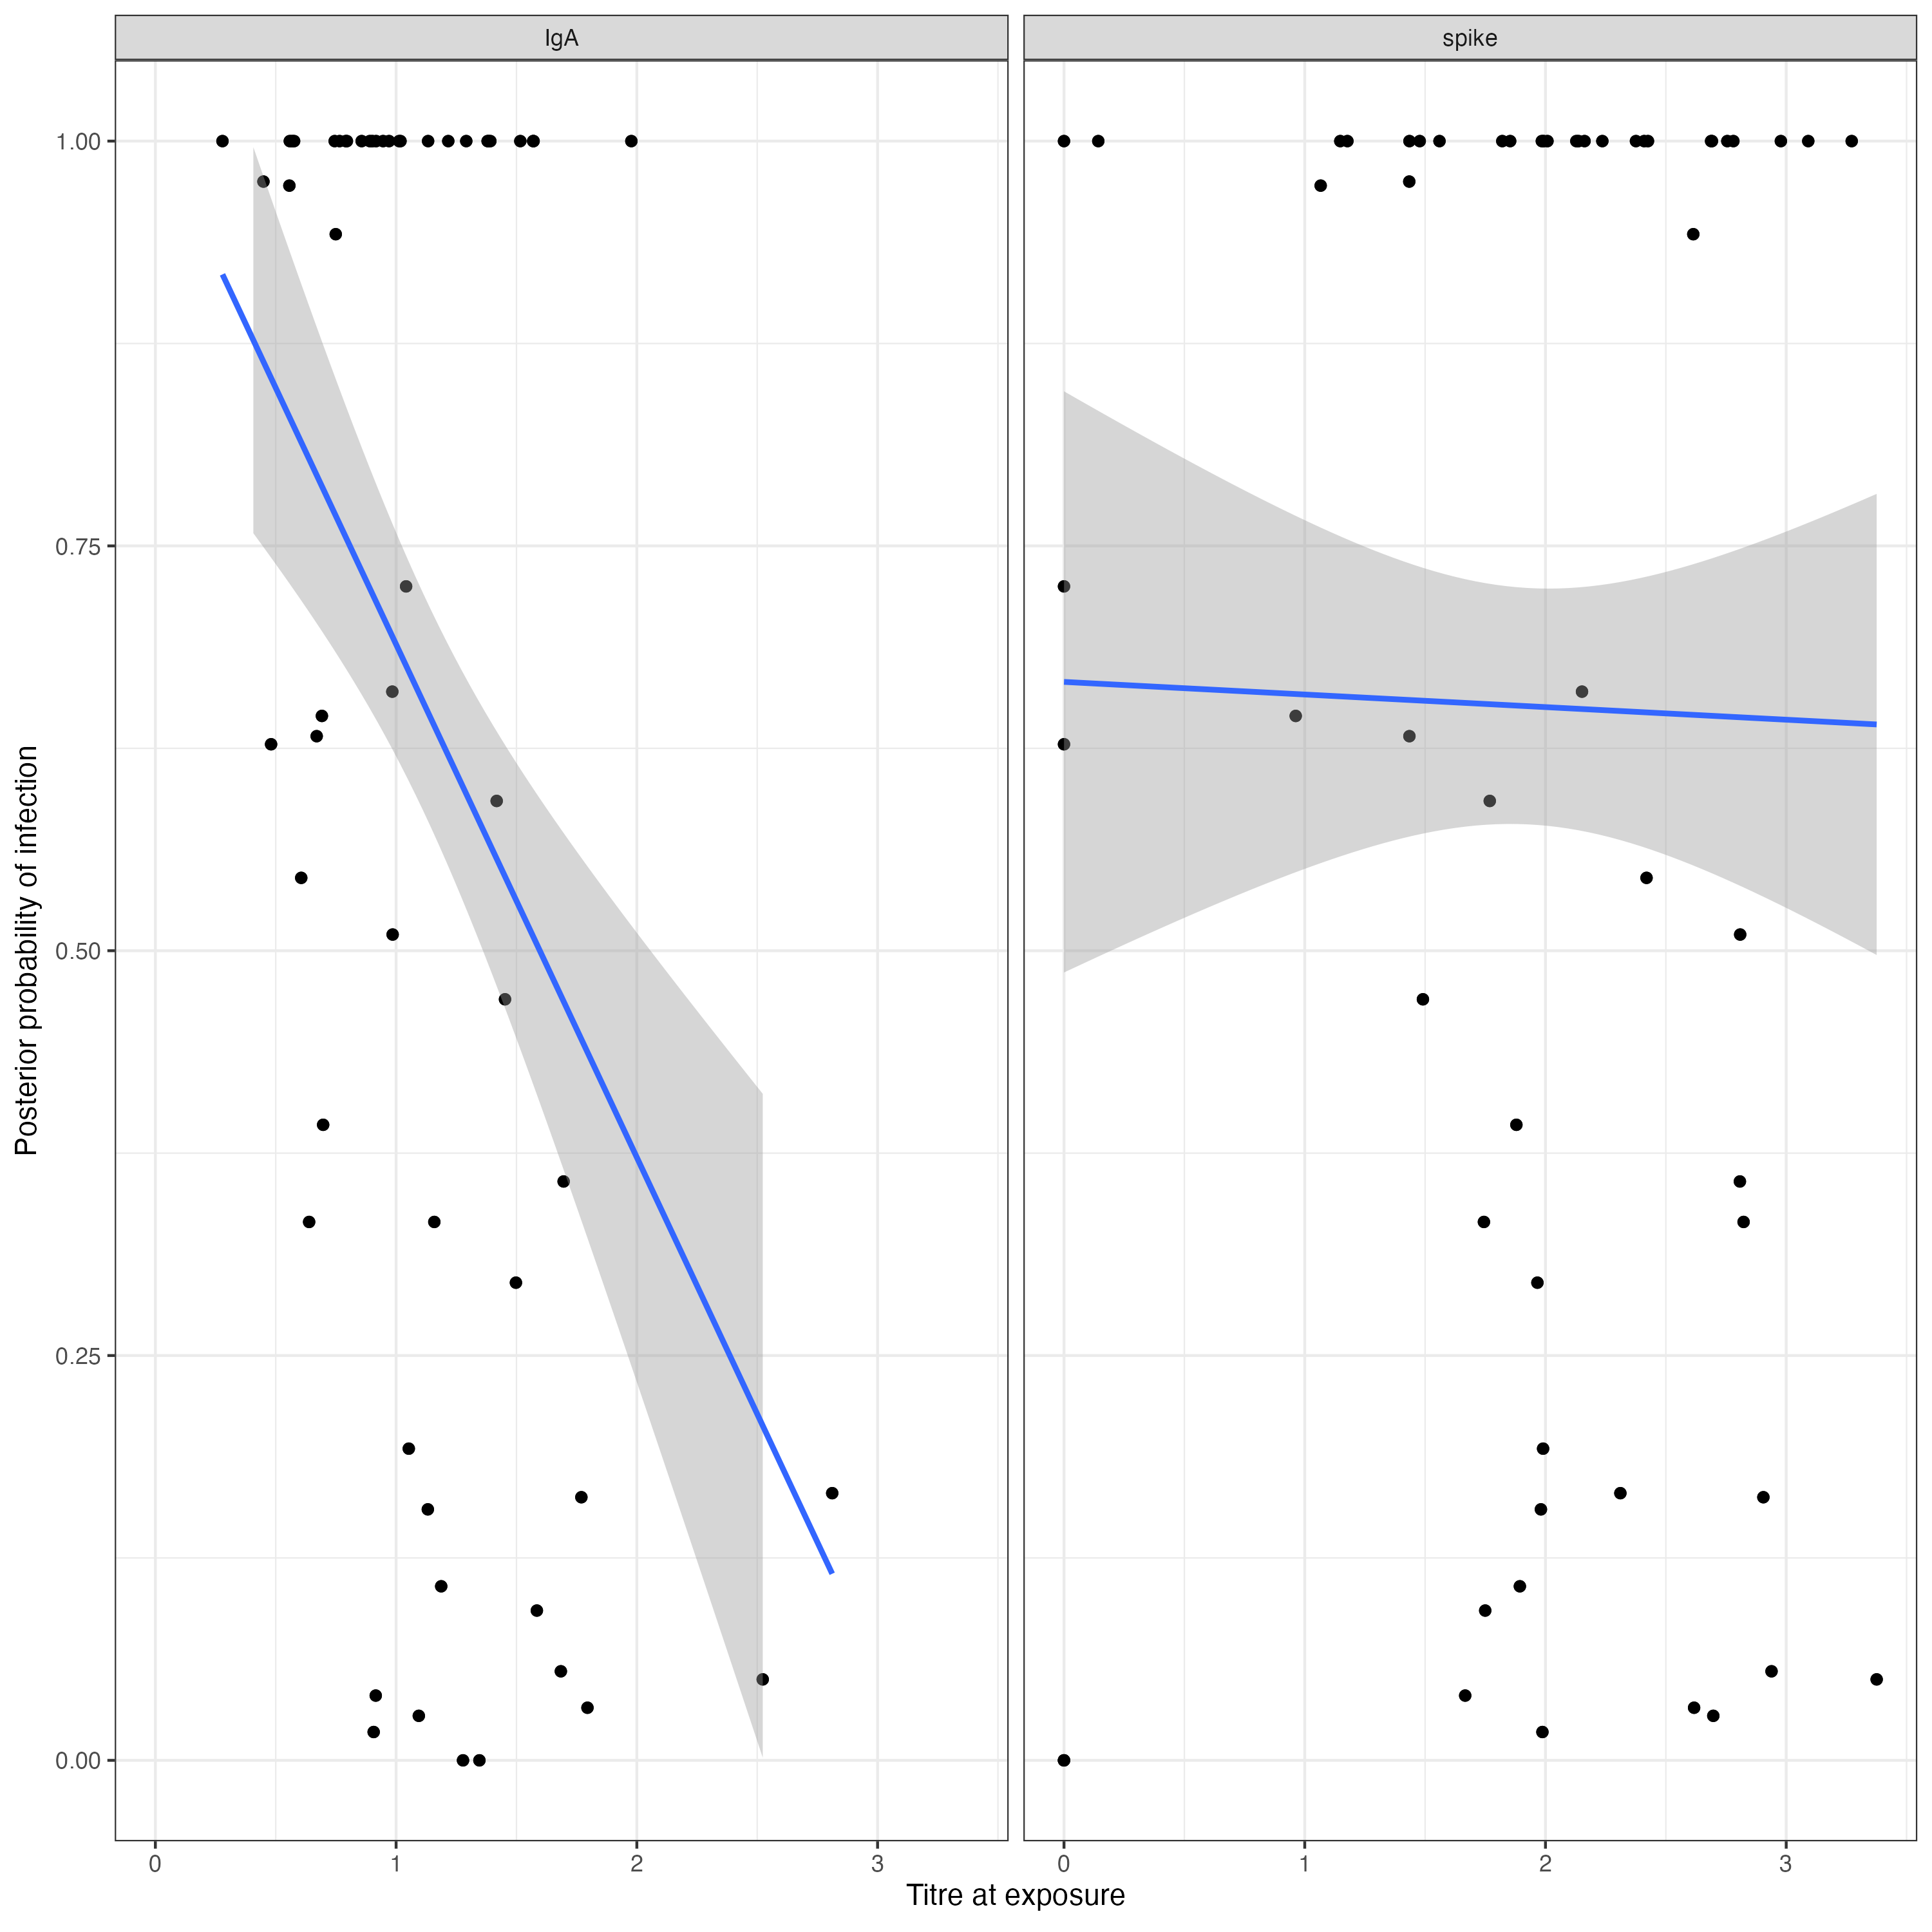 IgA
spike
1.00
0.75
0.50
0.25
0.00
Posterior probability of infection
0 1 2 3
0 1 2 3
Titre at exposure